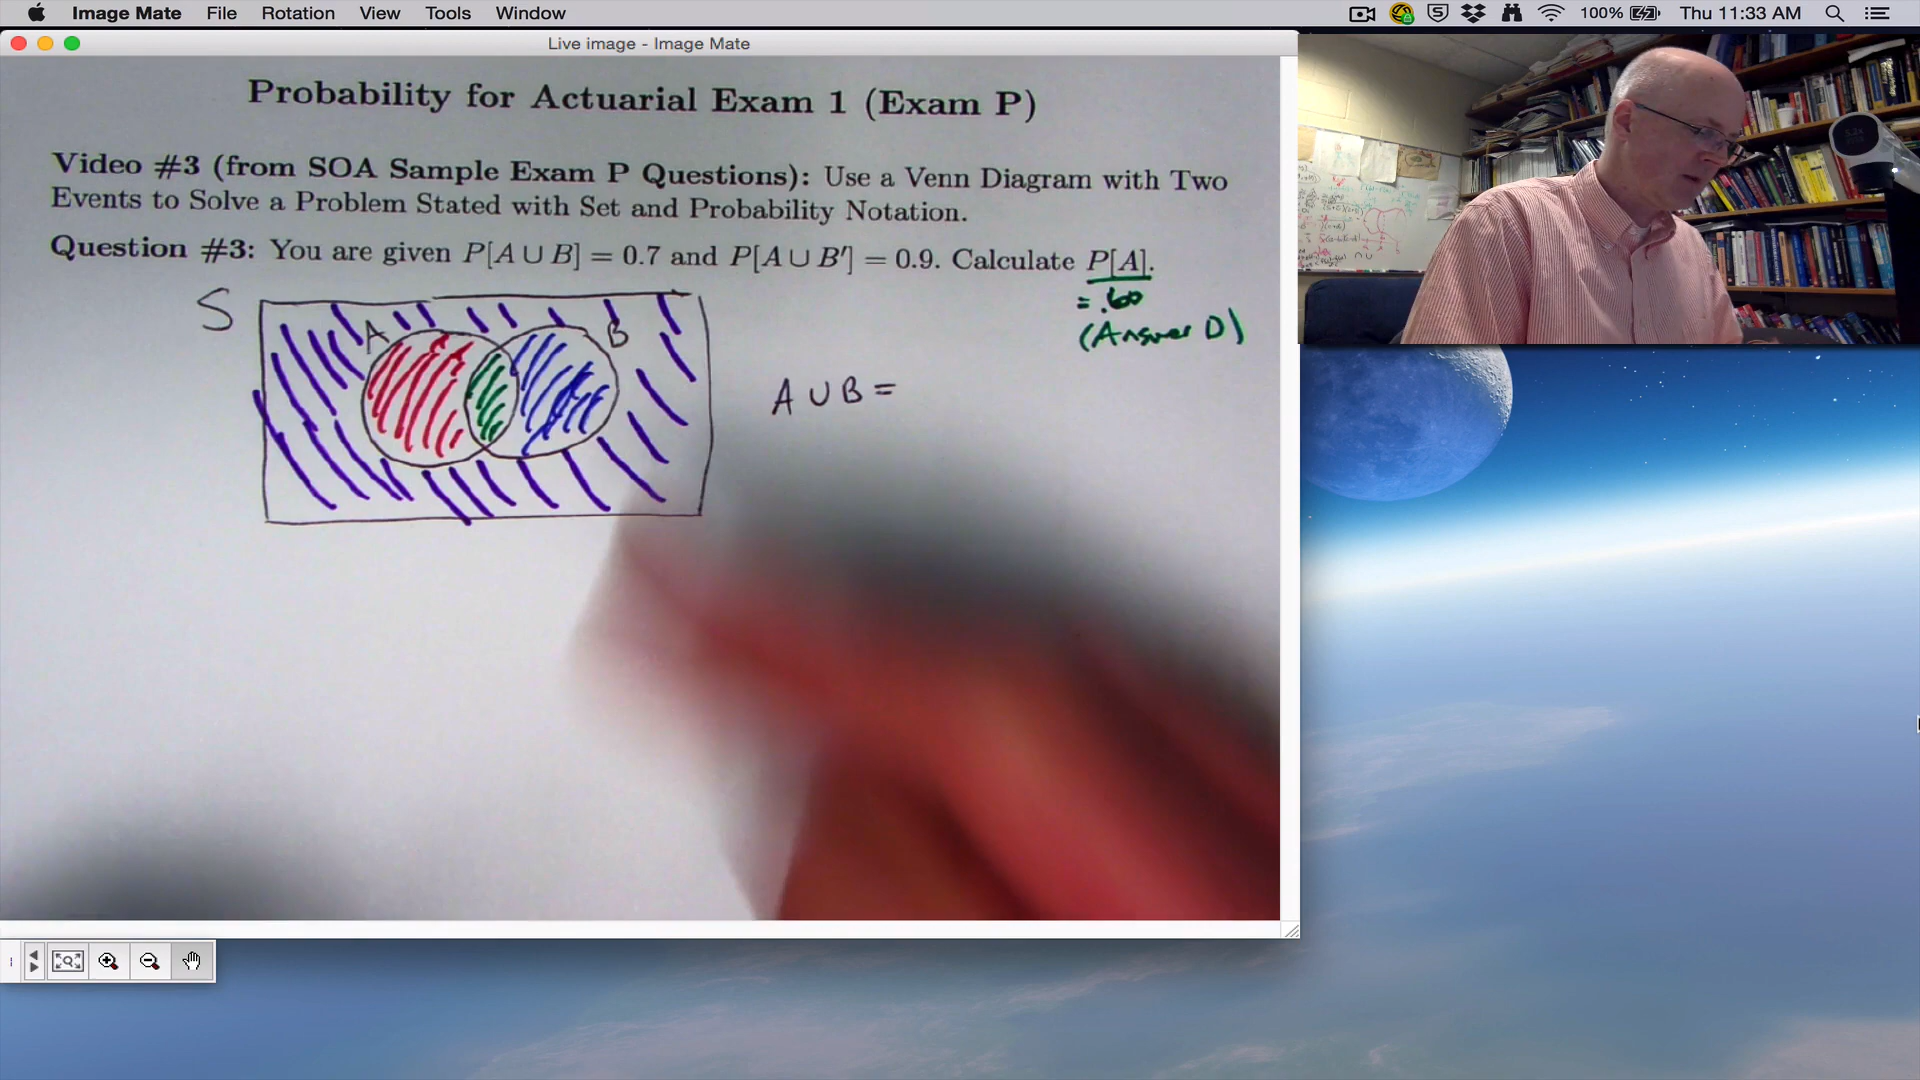 Image Mate File Rotation View Tools Window 100% Thu 11:33 AM
Live image - Image Mate
Probability for Actuarial Exam 1 (Exam P)
Video #3 (from SOA Sample Exam P Questions): Use a Venn Diagram with Two
Events to Solve a Problem Stated with Set and Probability Notation.
Question #3: You are given P[A ∪ B] = 0.7 and P[A ∪ B′] = 0.9. Calculate P[A].
= .60
(Answer D)
S
A
B
A ∪ B =